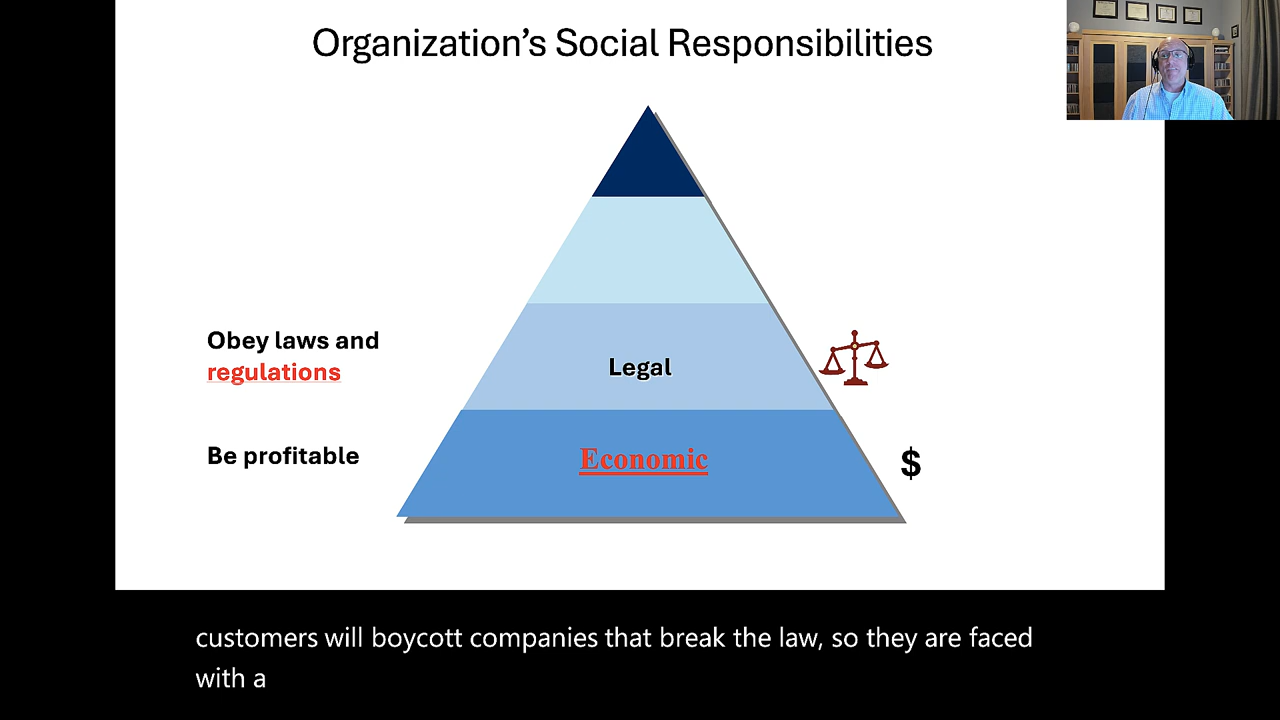 Organization’s Social Responsibilities
Obey laws and
regulations
Legal
Be profitable
Economic
$
customers will boycott companies that break the law, so they are faced
with a